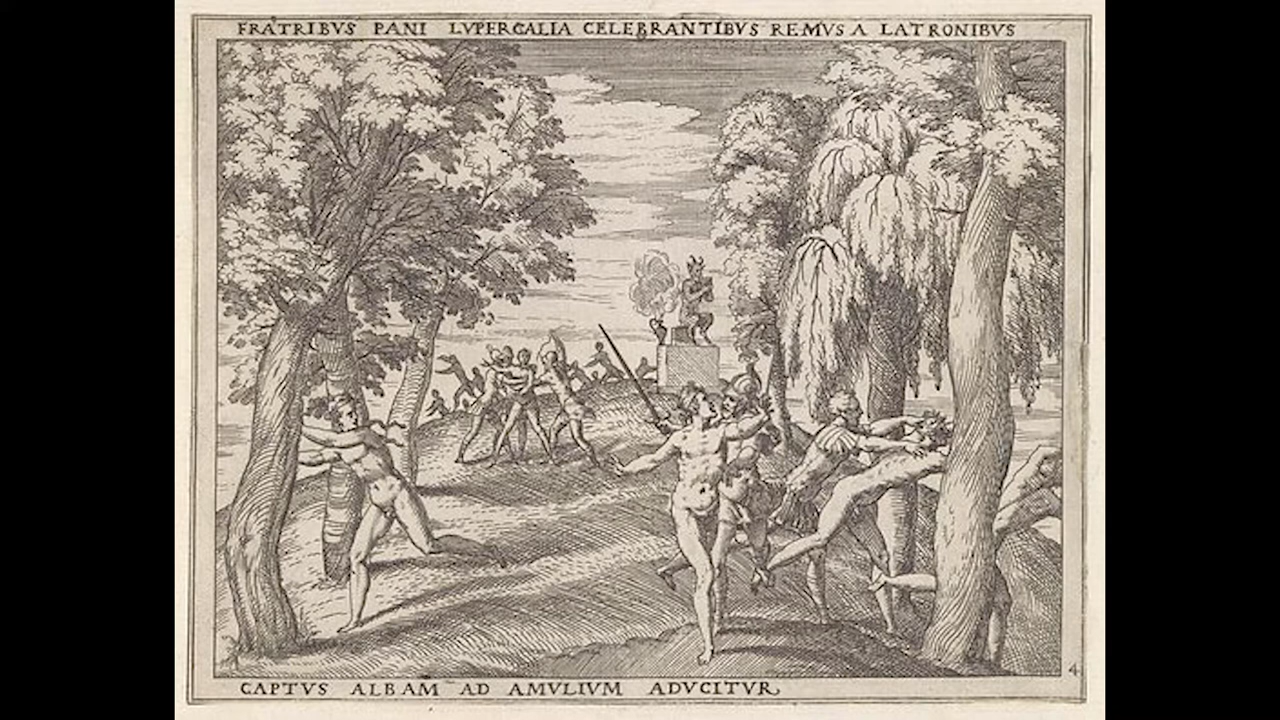 FRATRIBVS PANI LVPERCALIA CELEBRANTIBVS REMVS A LATRONIBVS
CAPTVS ALBAM AD AMVLIVM ADVCITVR
4